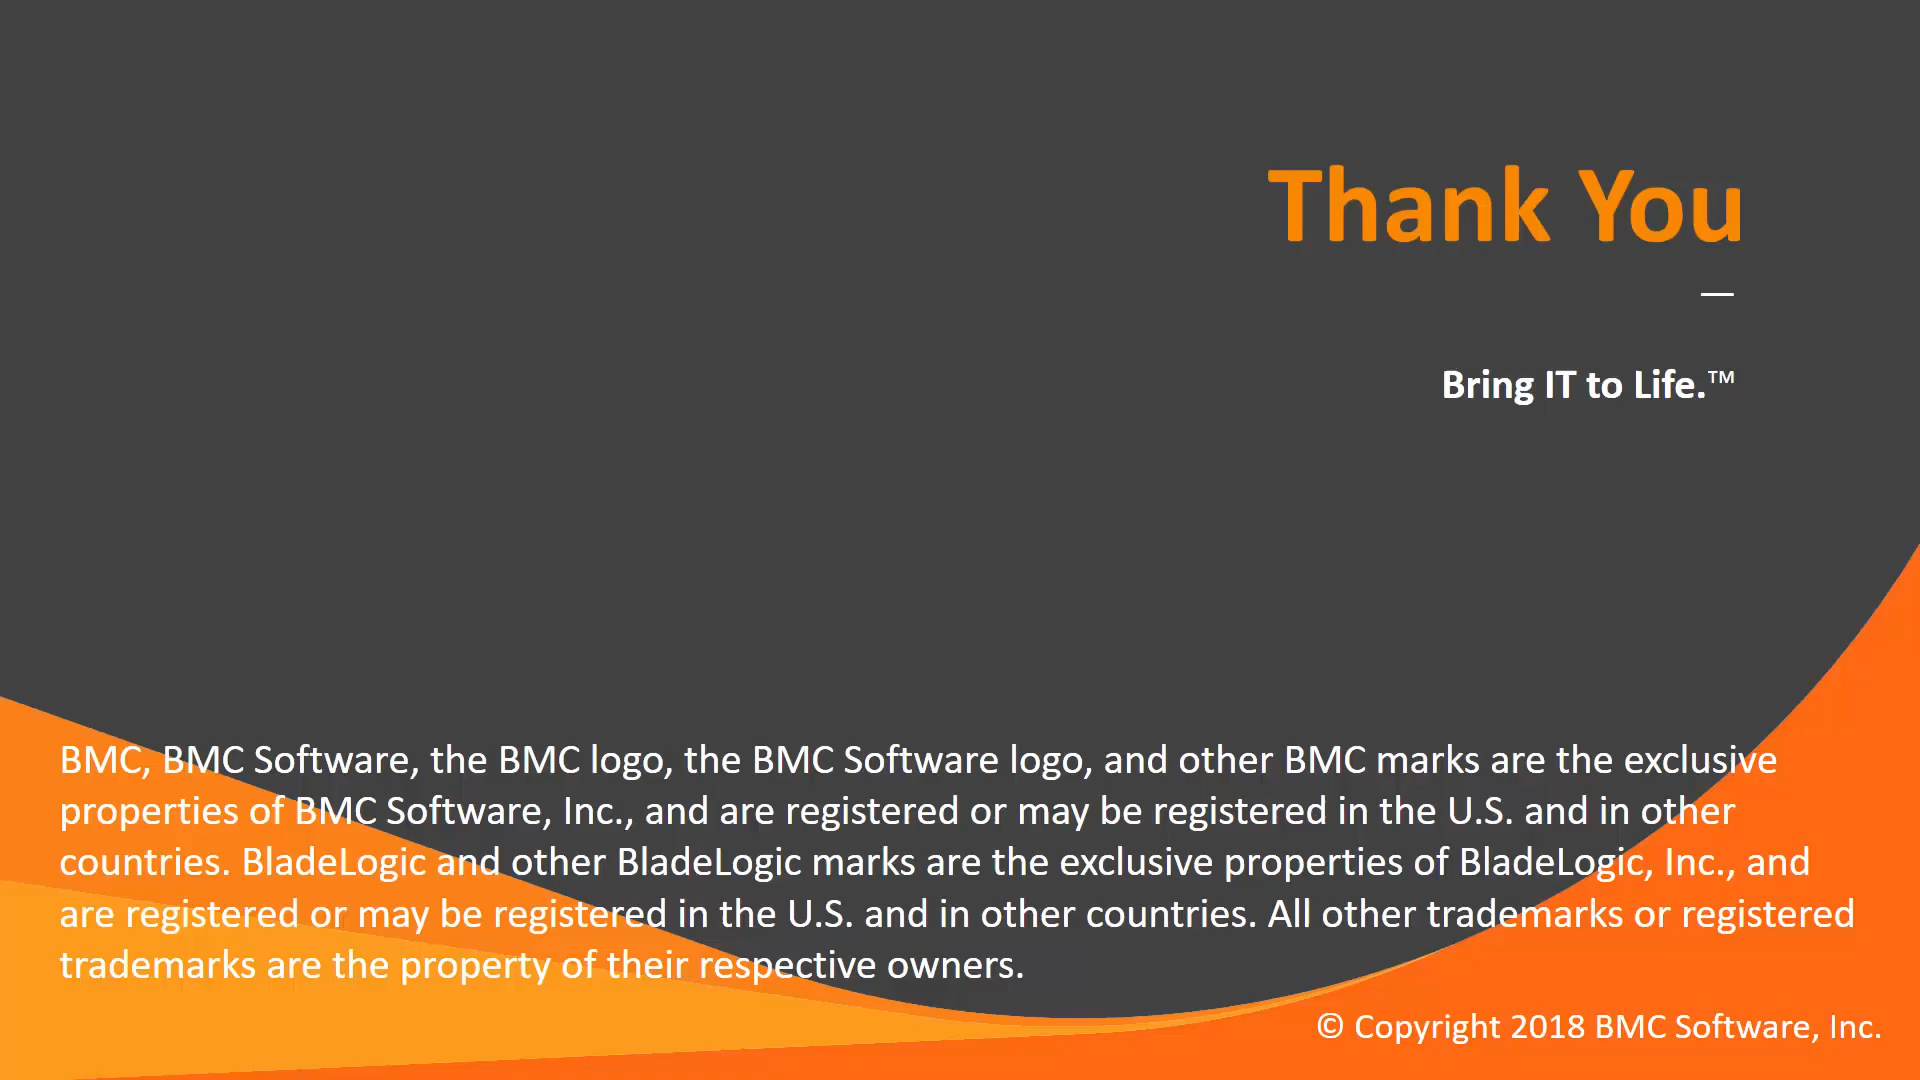 Thank You
—
Bring IT to Life.™
BMC, BMC Software, the BMC logo, the BMC Software logo, and other BMC marks are the exclusive
properties of BMC Software, Inc., and are registered or may be registered in the U.S. and in other
countries. BladeLogic and other BladeLogic marks are the exclusive properties of BladeLogic, Inc., and
are registered or may be registered in the U.S. and in other countries. All other trademarks or registered
trademarks are the property of their respective owners.
© Copyright 2018 BMC Software, Inc.